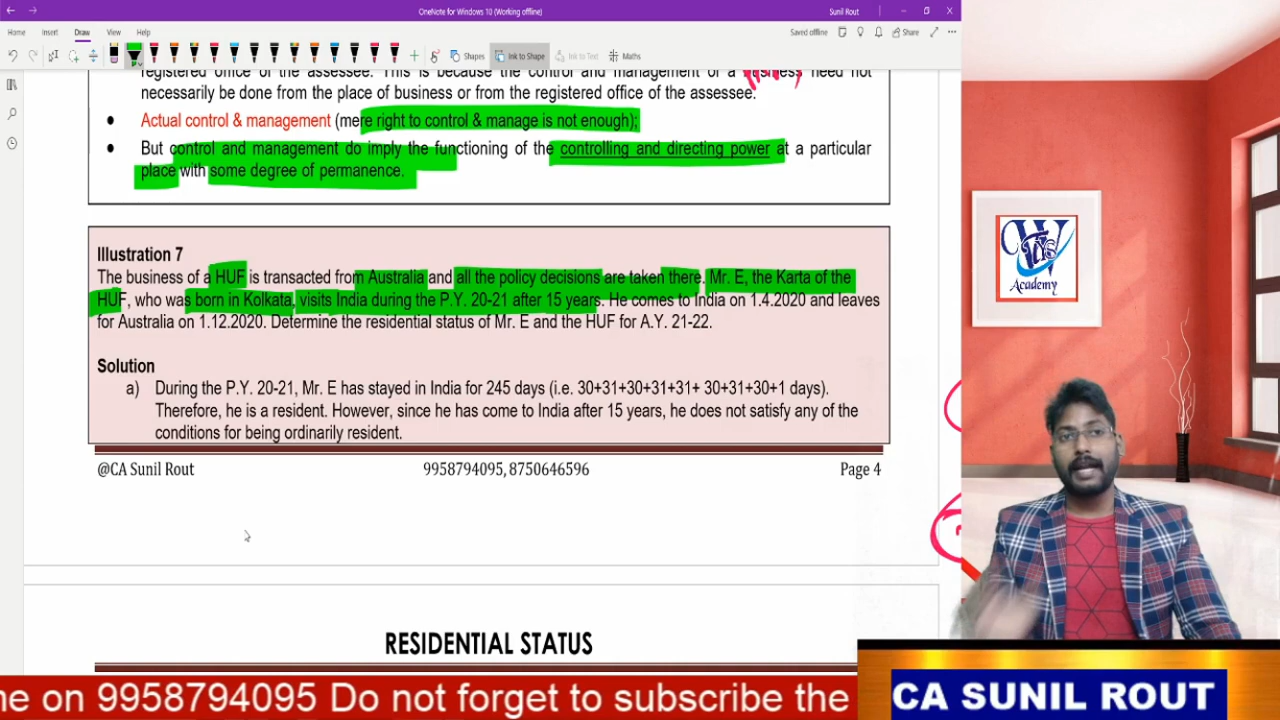 OneNote for Windows 10 (Working offline)
Sunil Rout
Home Insert Draw View Help
Saved offline
Share
Shapes
Ink to Shape
Ink to Text
Maths
registered office of the assessee. This is because the control and management of a business need not
necessarily be done from the place of business or from the registered office of the assessee.
● Actual control & management (mere right to control & manage is not enough);
● But control and management do imply the functioning of the controlling and directing power at a particular
place with some degree of permanence.
Illustration 7
The business of a HUF is transacted from Australia and all the policy decisions are taken there. Mr. E, the Karta of the
HUF, who was born in Kolkata, visits India during the P.Y. 20-21 after 15 years. He comes to India on 1.4.2020 and leaves
for Australia on 1.12.2020. Determine the residential status of Mr. E and the HUF for A.Y. 21-22.
Solution
a) During the P.Y. 20-21, Mr. E has stayed in India for 245 days (i.e. 30+31+30+31+31+ 30+31+30+1 days).
Therefore, he is a resident. However, since he has come to India after 15 years, he does not satisfy any of the
conditions for being ordinarily resident.
@CA Sunil Rout
9958794095, 8750646596
Page 4
RESIDENTIAL STATUS
Academy
me on 9958794095 Do not forget to subscribe the
CA SUNIL ROUT